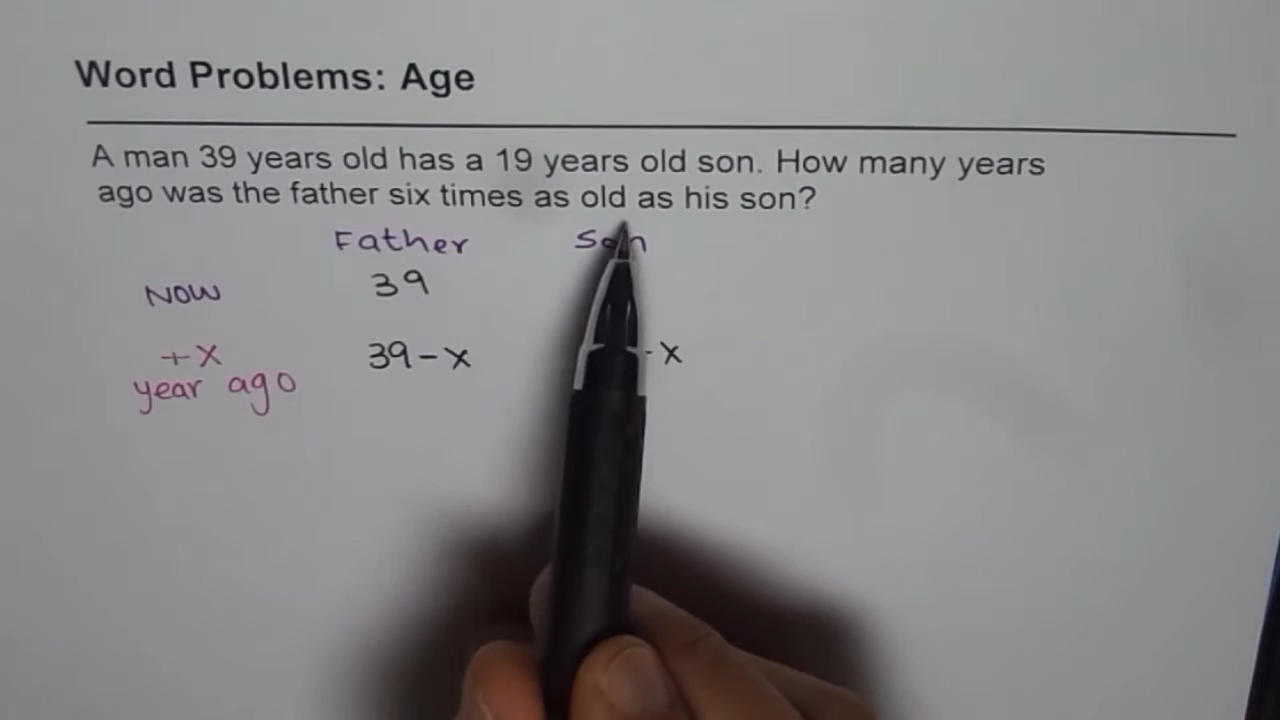 Word Problems: Age
A man 39 years old has a 19 years old son. How many years
ago was the father six times as old as his son?
Father Son
NOW 39
+X 39 - x - x
year ago